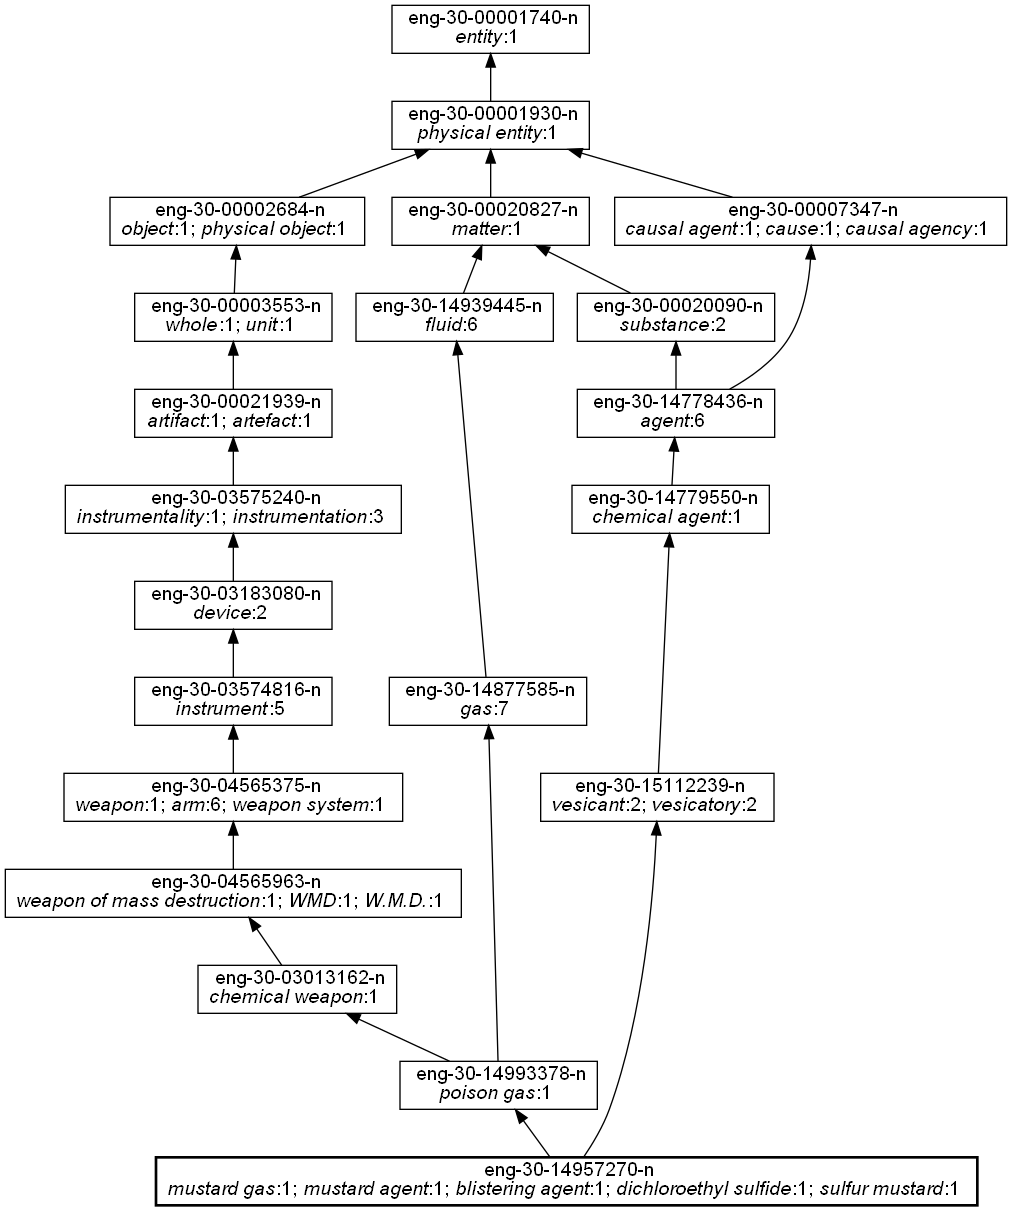 eng-30-00001740-n
entity:1
eng-30-00001930-n
physical entity:1
eng-30-00002684-n
object:1; physical object:1
eng-30-00020827-n
matter:1
eng-30-00007347-n
causal agent:1; cause:1; causal agency:1
eng-30-00003553-n
whole:1; unit:1
eng-30-14939445-n
fluid:6
eng-30-00020090-n
substance:2
eng-30-00021939-n
artifact:1; artefact:1
eng-30-14778436-n
agent:6
eng-30-03575240-n
instrumentality:1; instrumentation:3
eng-30-14779550-n
chemical agent:1
eng-30-03183080-n
device:2
eng-30-03574816-n
instrument:5
eng-30-14877585-n
gas:7
eng-30-04565375-n
weapon:1; arm:6; weapon system:1
eng-30-15112239-n
vesicant:2; vesicatory:2
eng-30-04565963-n
weapon of mass destruction:1; WMD:1; W.M.D.:1
eng-30-03013162-n
chemical weapon:1
eng-30-14993378-n
poison gas:1
eng-30-14957270-n
mustard gas:1; mustard agent:1; blistering agent:1; dichloroethyl sulfide:1; sulfur mustard:1